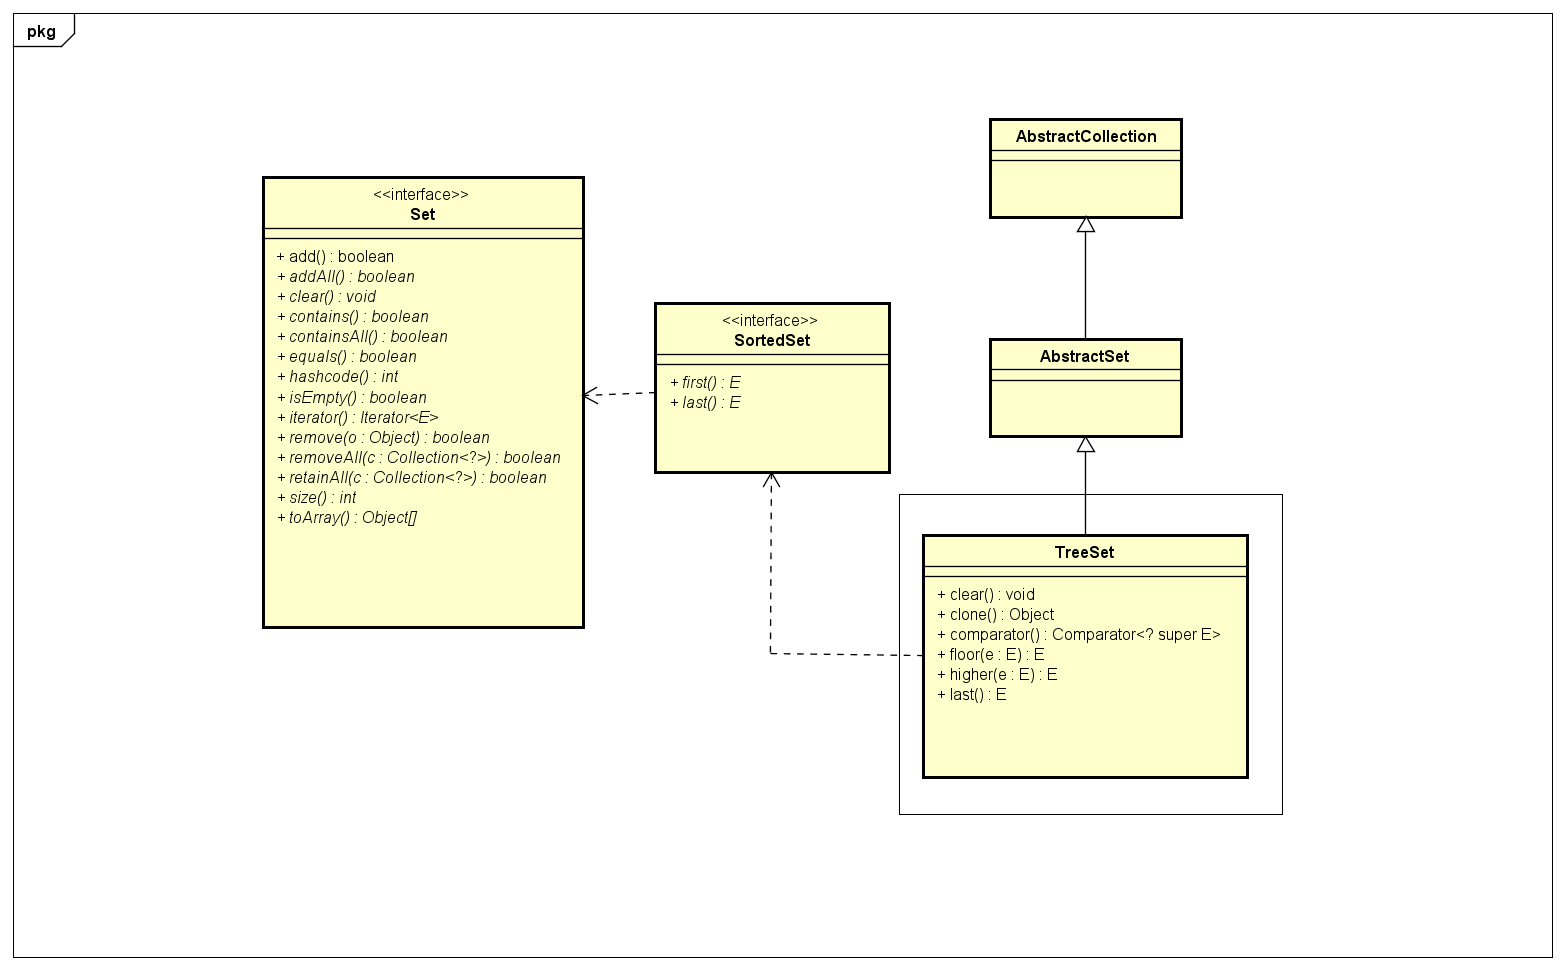 pkg
<<interface>>
Set
+ add() : boolean
+ addAll() : boolean
+ clear() : void
+ contains() : boolean
+ containsAll() : boolean
+ equals() : boolean
+ hashcode() : int
+ isEmpty() : boolean
+ iterator() : Iterator<E>
+ remove(o : Object) : boolean
+ removeAll(c : Collection<?>) : boolean
+ retainAll(c : Collection<?>) : boolean
+ size() : int
+ toArray() : Object[]
<<interface>>
SortedSet
+ first() : E
+ last() : E
AbstractCollection
AbstractSet
TreeSet
+ clear() : void
+ clone() : Object
+ comparator() : Comparator<? super E>
+ floor(e : E) : E
+ higher(e : E) : E
+ last() : E